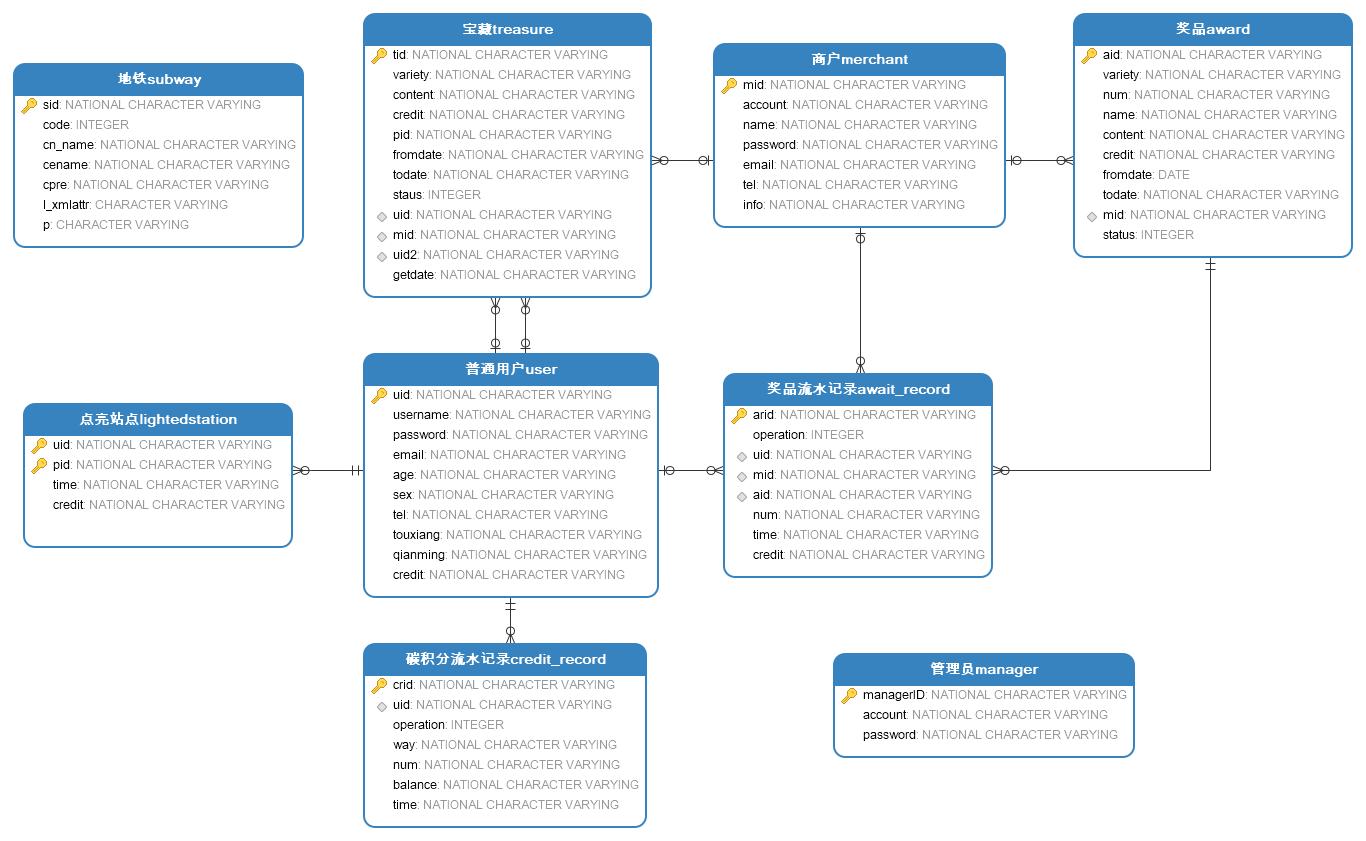 地铁subway
sid: NATIONAL CHARACTER VARYING
code: INTEGER
cn_name: NATIONAL CHARACTER VARYING
cename: NATIONAL CHARACTER VARYING
cpre: NATIONAL CHARACTER VARYING
l_xmlattr: CHARACTER VARYING
p: CHARACTER VARYING
宝藏treasure
tid: NATIONAL CHARACTER VARYING
variety: NATIONAL CHARACTER VARYING
content: NATIONAL CHARACTER VARYING
credit: NATIONAL CHARACTER VARYING
pid: NATIONAL CHARACTER VARYING
fromdate: NATIONAL CHARACTER VARYING
todate: NATIONAL CHARACTER VARYING
staus: INTEGER
uid: NATIONAL CHARACTER VARYING
mid: NATIONAL CHARACTER VARYING
uid2: NATIONAL CHARACTER VARYING
getdate: NATIONAL CHARACTER VARYING
商户merchant
mid: NATIONAL CHARACTER VARYING
account: NATIONAL CHARACTER VARYING
name: NATIONAL CHARACTER VARYING
password: NATIONAL CHARACTER VARYING
email: NATIONAL CHARACTER VARYING
tel: NATIONAL CHARACTER VARYING
info: NATIONAL CHARACTER VARYING
奖品award
aid: NATIONAL CHARACTER VARYING
variety: NATIONAL CHARACTER VARYING
num: NATIONAL CHARACTER VARYING
name: NATIONAL CHARACTER VARYING
content: NATIONAL CHARACTER VARYING
credit: NATIONAL CHARACTER VARYING
fromdate: DATE
todate: NATIONAL CHARACTER VARYING
mid: NATIONAL CHARACTER VARYING
status: INTEGER
点亮站点lightedstation
uid: NATIONAL CHARACTER VARYING
pid: NATIONAL CHARACTER VARYING
time: NATIONAL CHARACTER VARYING
credit: NATIONAL CHARACTER VARYING
普通用户user
uid: NATIONAL CHARACTER VARYING
username: NATIONAL CHARACTER VARYING
password: NATIONAL CHARACTER VARYING
email: NATIONAL CHARACTER VARYING
age: NATIONAL CHARACTER VARYING
sex: NATIONAL CHARACTER VARYING
tel: NATIONAL CHARACTER VARYING
touxiang: NATIONAL CHARACTER VARYING
qianming: NATIONAL CHARACTER VARYING
credit: NATIONAL CHARACTER VARYING
奖品流水记录await_record
arid: NATIONAL CHARACTER VARYING
operation: INTEGER
uid: NATIONAL CHARACTER VARYING
mid: NATIONAL CHARACTER VARYING
aid: NATIONAL CHARACTER VARYING
num: NATIONAL CHARACTER VARYING
time: NATIONAL CHARACTER VARYING
credit: NATIONAL CHARACTER VARYING
碳积分流水记录credit_record
crid: NATIONAL CHARACTER VARYING
uid: NATIONAL CHARACTER VARYING
operation: INTEGER
way: NATIONAL CHARACTER VARYING
num: NATIONAL CHARACTER VARYING
balance: NATIONAL CHARACTER VARYING
time: NATIONAL CHARACTER VARYING
管理员manager
managerID: NATIONAL CHARACTER VARYING
account: NATIONAL CHARACTER VARYING
password: NATIONAL CHARACTER VARYING